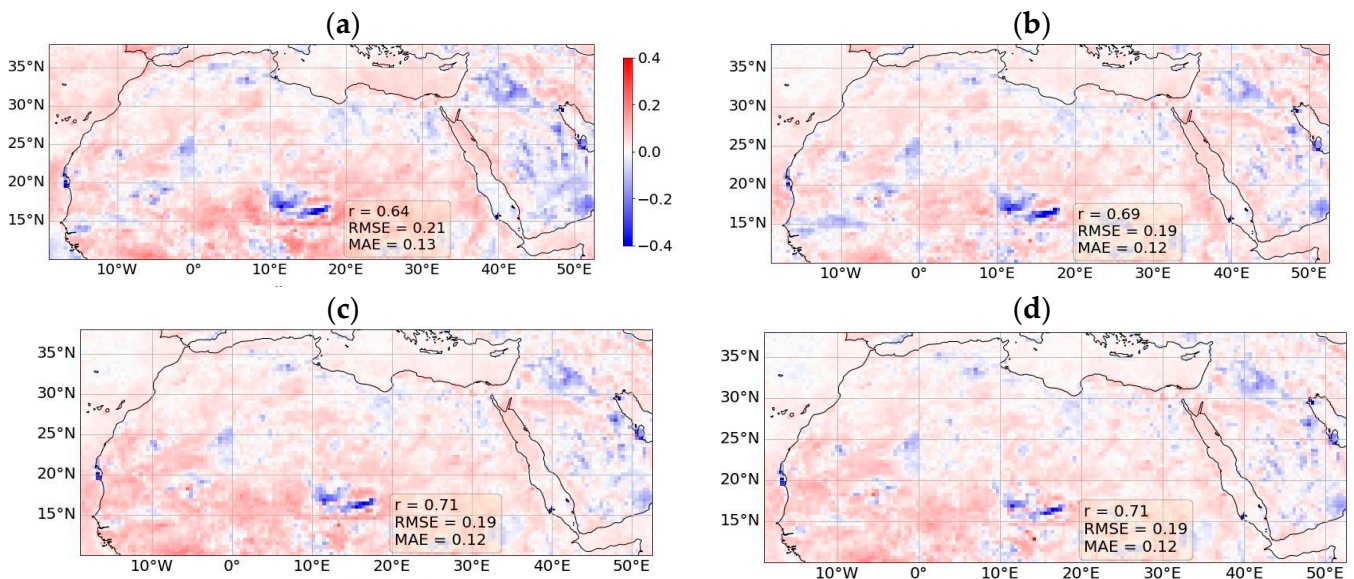 (a)
(b)
35°N
30°N
25°N
20°N
15°N
10°W
0°
10°E
20°E
30°E
40°E
50°E
r = 0.64
RMSE = 0.21
MAE = 0.13
0.4
0.2
0.0
−0.2
−0.4
35°N
30°N
25°N
20°N
15°N
10°W
0°
10°E
20°E
30°E
40°E
50°E
r = 0.69
RMSE = 0.19
MAE = 0.12
(c)
(d)
35°N
30°N
25°N
20°N
15°N
10°W
0°
10°E
20°E
30°E
40°E
50°E
r = 0.71
RMSE = 0.19
MAE = 0.12
35°N
30°N
25°N
20°N
15°N
10°W
0°
10°E
20°E
30°E
40°E
50°E
r = 0.71
RMSE = 0.19
MAE = 0.12